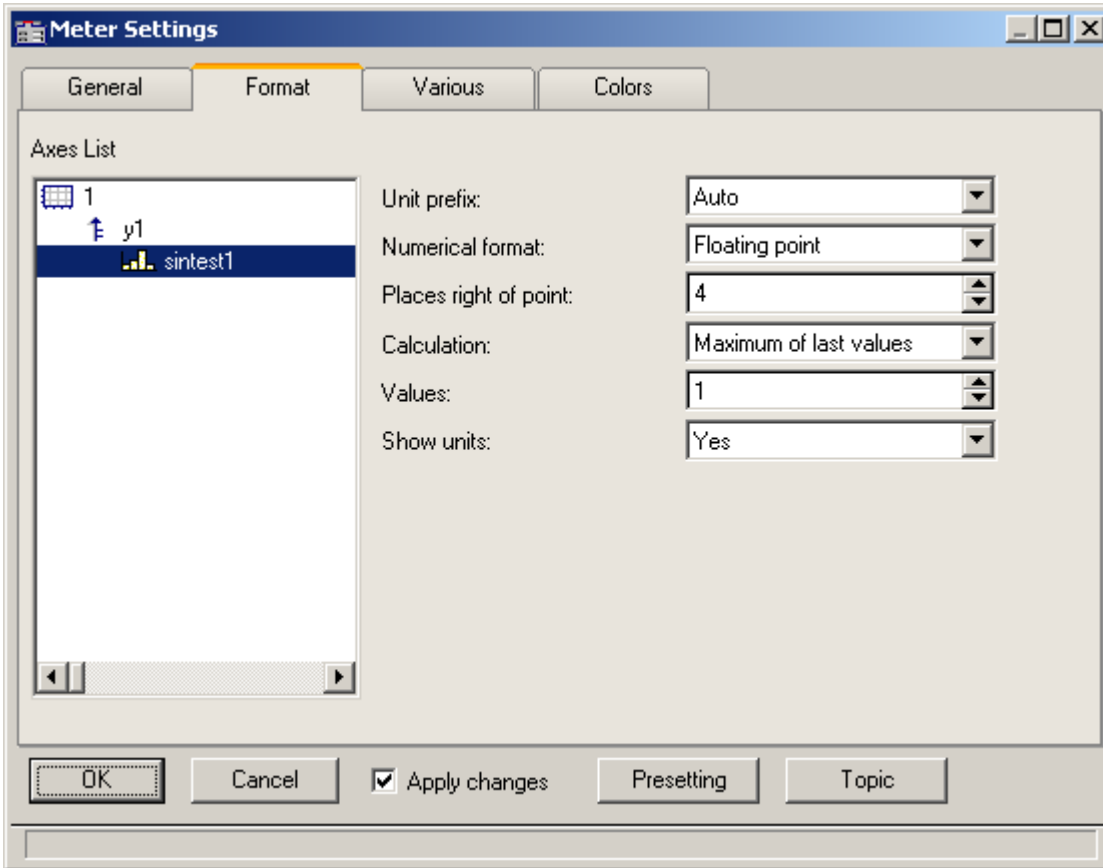 Meter Settings
General Format Various Colors
Axes List
1
y1
sintest1
Unit prefix: Auto
Numerical format: Floating point
Places right of point: 4
Calculation: Maximum of last values
Values: 1
Show units: Yes
OK Cancel Apply changes Presetting Topic